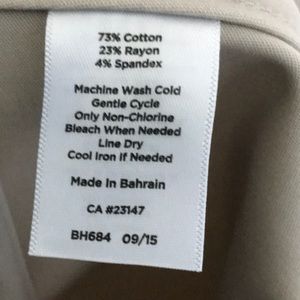 73% Cotton
23% Rayon
4% Spandex
Machine Wash Cold
Gentle Cycle
Only Non-Chlorine
Bleach When Needed
Line Dry
Cool Iron If Needed
Made In Bahrain
CA #23147
BH684 09/15